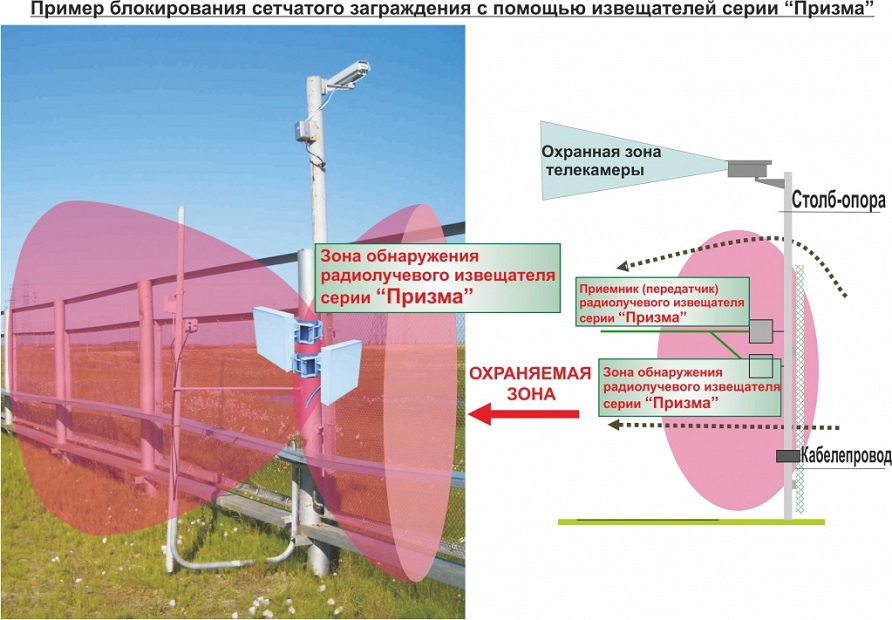 Пример блокирования сетчатого заграждения с помощью извещателей серии “Призма”
Зона обнаружения
радиолучевого извещателя
серии “Призма”
Охранная зона
телекамеры
Столб-опора
Приемник (передатчик)
радиолучевого извещателя
серии “Призма”
Зона обнаружения
радиолучевого извещателя
серии “Призма”
ОХРАНЯЕМАЯ
ЗОНА
Кабелепровод